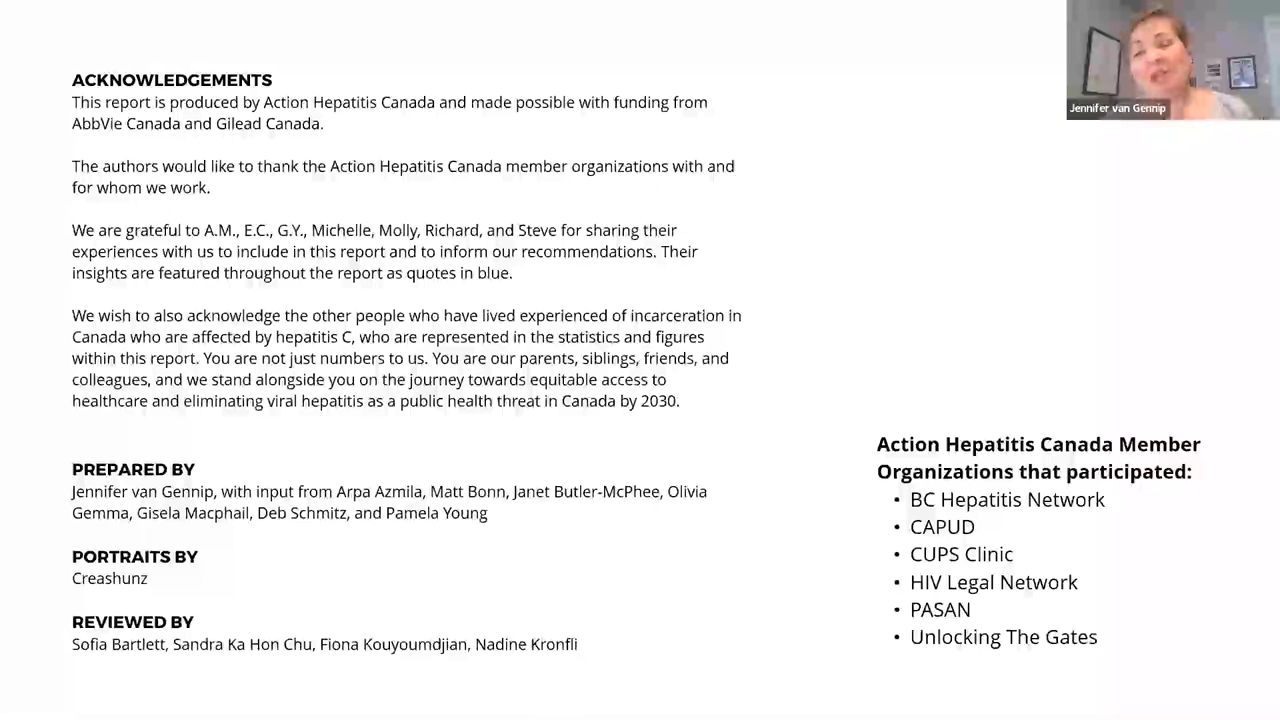 ACKNOWLEDGEMENTS
This report is produced by Action Hepatitis Canada and made possible with funding from
AbbVie Canada and Gilead Canada.
The authors would like to thank the Action Hepatitis Canada member organizations with and
for whom we work.
We are grateful to A.M., E.C., G.Y., Michelle, Molly, Richard, and Steve for sharing their
experiences with us to include in this report and to inform our recommendations. Their
insights are featured throughout the report as quotes in blue.
We wish to also acknowledge the other people who have lived experienced of incarceration in
Canada who are affected by hepatitis C, who are represented in the statistics and figures
within this report. You are not just numbers to us. You are our parents, siblings, friends, and
colleagues, and we stand alongside you on the journey towards equitable access to
healthcare and eliminating viral hepatitis as a public health threat in Canada by 2030.
PREPARED BY
Jennifer van Gennip, with input from Arpa Azmila, Matt Bonn, Janet Butler-McPhee, Olivia
Gemma, Gisela Macphail, Deb Schmitz, and Pamela Young
PORTRAITS BY
Creashunz
REVIEWED BY
Sofia Bartlett, Sandra Ka Hon Chu, Fiona Kouyoumdjian, Nadine Kronfli
Jennifer van Gennip
Action Hepatitis Canada Member
Organizations that participated:
• BC Hepatitis Network
• CAPUD
• CUPS Clinic
• HIV Legal Network
• PASAN
• Unlocking The Gates